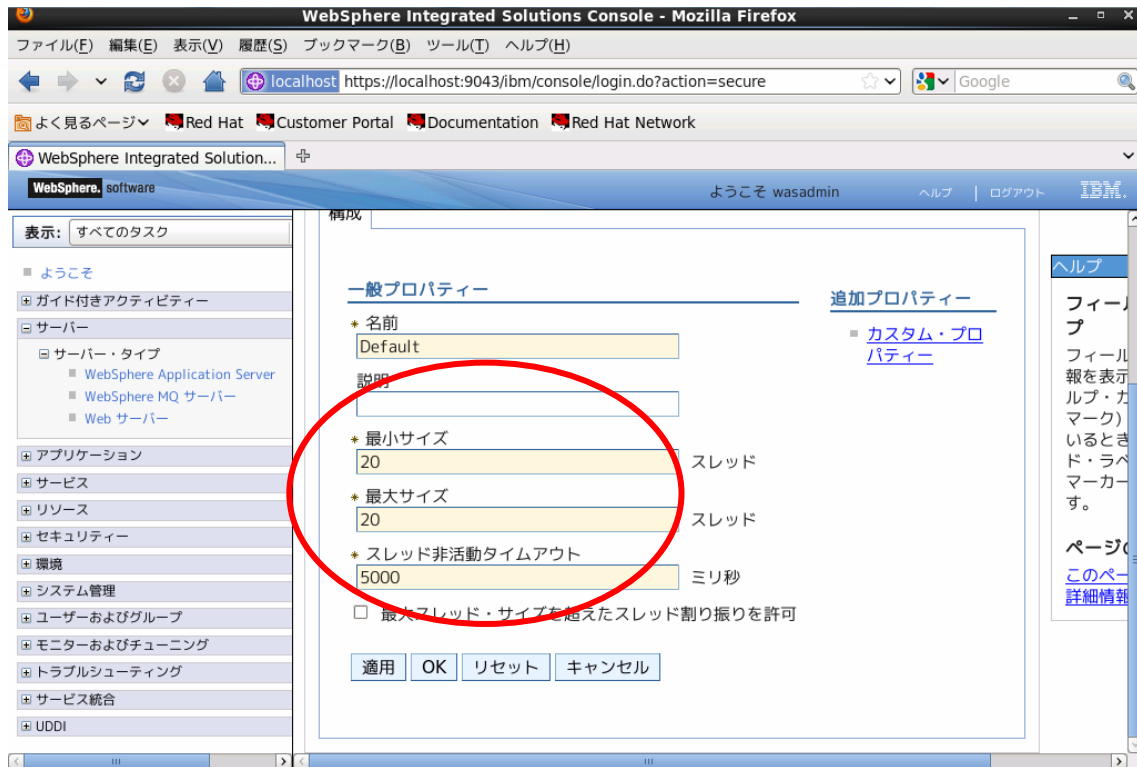 WebSphere Integrated Solutions Console - Mozilla Firefox
ファイル(F) 編集(E) 表示(V) 履歴(S) ブックマーク(B) ツール(T) ヘルプ(H)
localhost https://localhost:9043/ibm/console/login.do?action=secure Google
よく見るページ Red Hat Customer Portal Documentation Red Hat Network
WebSphere Integrated Solution...
WebSphere. software ようこそ wasadmin ヘルプ | ログアウト IBM.
表示: すべてのタスク
ようこそ
ガイド付きアクティビティー
サーバー
サーバー・タイプ
WebSphere Application Server
WebSphere MQ サーバー
Web サーバー
アプリケーション
サービス
リソース
セキュリティー
環境
システム管理
ユーザーおよびグループ
モニターおよびチューニング
トラブルシューティング
サービス統合
UDDI
構成
一般プロパティー
* 名前
Default
説明
* 最小サイズ
20 スレッド
* 最大サイズ
20 スレッド
* スレッド非活動タイムアウト
5000 ミリ秒
最大スレッド・サイズを超えたスレッド割り振りを許可
適用 OK リセット キャンセル
追加プロパティー
カスタム・プロ
パティー
ヘルプ
フィー
プ
フィール
報を表示
ルプ・カ
マーク)
いるとき
ド・ラベ
マーカー
す。
ページの
このペー
詳細情報